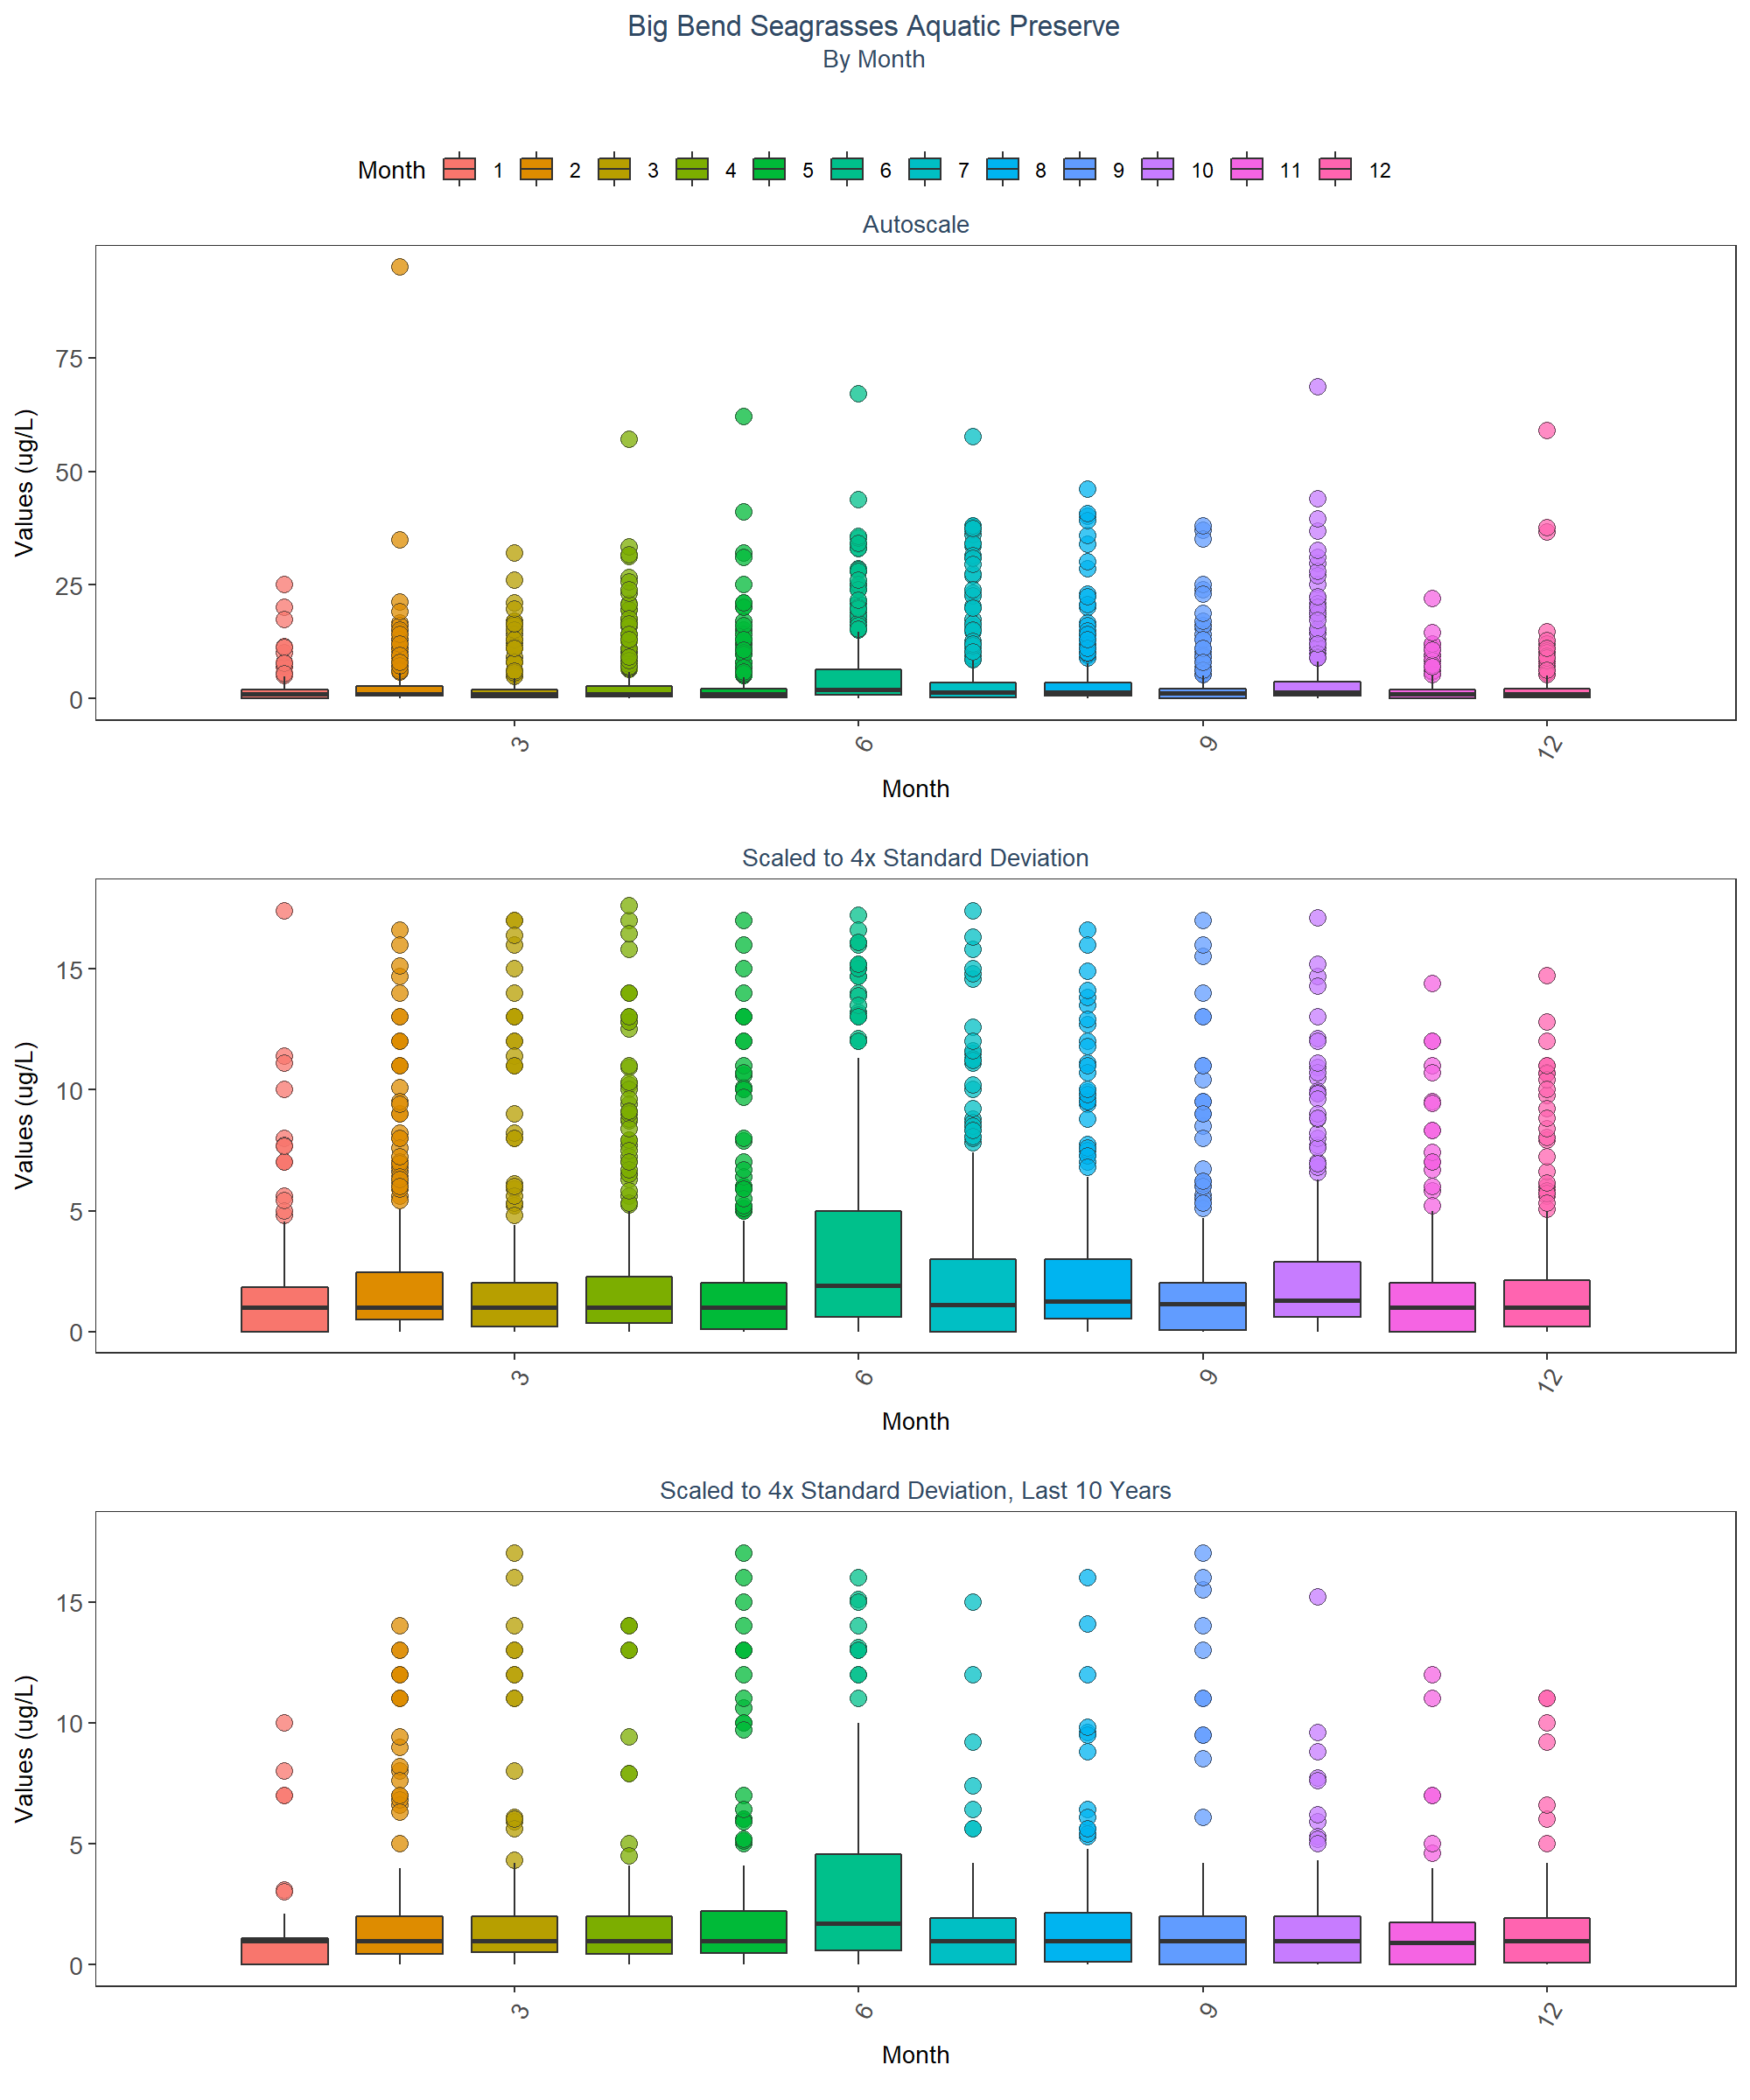 Big Bend Seagrasses Aquatic Preserve
By Month
Month 1 2 3 4 5 6 7 8 9 10 11 12
Autoscale
Values (ug/L)
75
50
25
0
3 6 9 12
Month
Scaled to 4x Standard Deviation
Values (ug/L)
15
10
5
0
3 6 9 12
Month
Scaled to 4x Standard Deviation, Last 10 Years
Values (ug/L)
15
10
5
0
3 6 9 12
Month